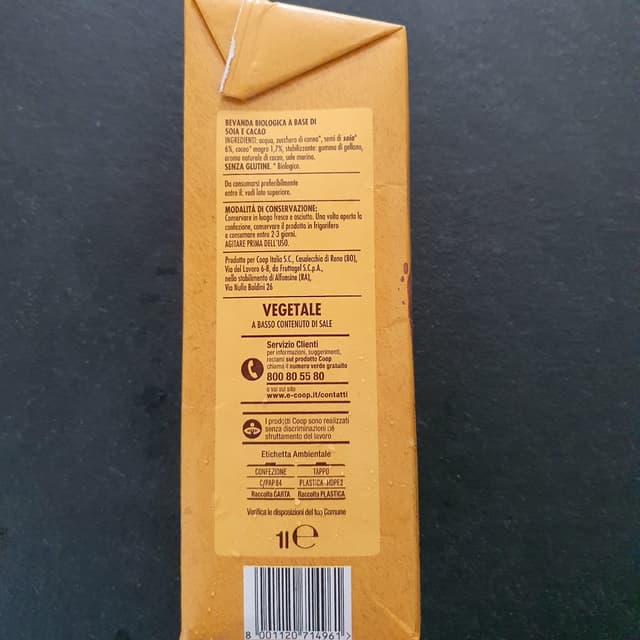 BEVANDA BIOLOGICA A BASE DI
SOIA E CACAO
INGREDIENTI: acqua, zucchero di canna*, semi di soia*
6%, cacao* magro 1,7%, stabilizzante: gomma di gellano,
aroma naturale di cacao, sale marino.
SENZA GLUTINE. * Biologico.
Da consumarsi preferibilmente
entro il: vedi lato superiore.
MODALITÀ DI CONSERVAZIONE:
Conservare in luogo fresco e asciutto. Una volta aperta la
confezione, conservare il prodotto in frigorifero
e consumare entro 2-3 giorni.
AGITARE PRIMA DELL'USO.
Prodotto per Coop Italia S.C., Casalecchio di Reno (BO),
Via del Lavoro 6-8, da Fruttagel S.C.p.A.,
nello stabilimento di Alfonsine (RA),
Via Nullo Baldini 26
VEGETALE
A BASSO CONTENUTO DI SALE
Servizio Clienti
per informazioni, suggerimenti,
reclami sul prodotto Coop
chiama il numero verde gratuito
800 80 55 80
o vai sul sito
www.e-coop.it/contatti
I prodotti Coop sono realizzati
senza discriminazioni né
sfruttamento del lavoro
Etichetta Ambientale
CONFEZIONE TAPPO
C/PAP 84 PLASTICA-HDPE2
Raccolta CARTA Raccolta PLASTICA
Verifica le disposizioni del tuo Comune
1l e
8 001120 714961 >